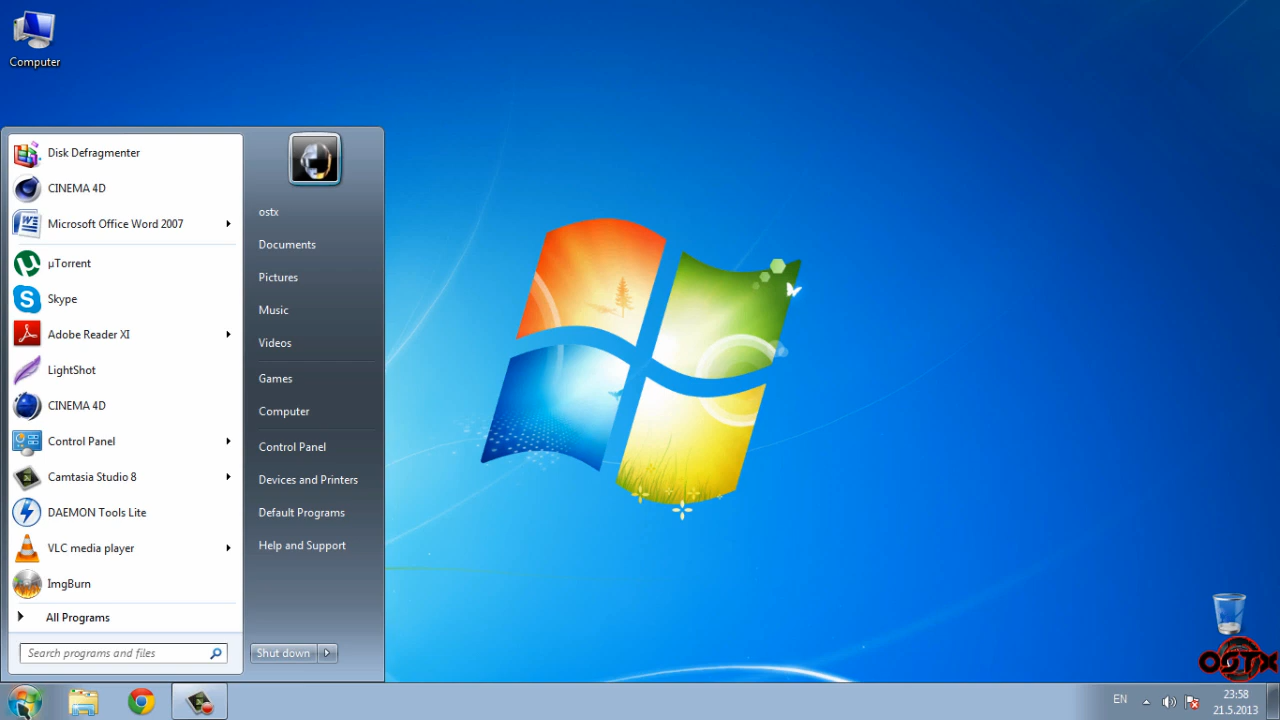 Computer
Disk Defragmenter
CINEMA 4D
Microsoft Office Word 2007
µTorrent
Skype
Adobe Reader XI
LightShot
CINEMA 4D
Control Panel
Camtasia Studio 8
DAEMON Tools Lite
VLC media player
ImgBurn
All Programs
Search programs and files
ostx
Documents
Pictures
Music
Videos
Games
Computer
Control Panel
Devices and Printers
Default Programs
Help and Support
Shut down
OSTX
EN
23:58
21.5.2013